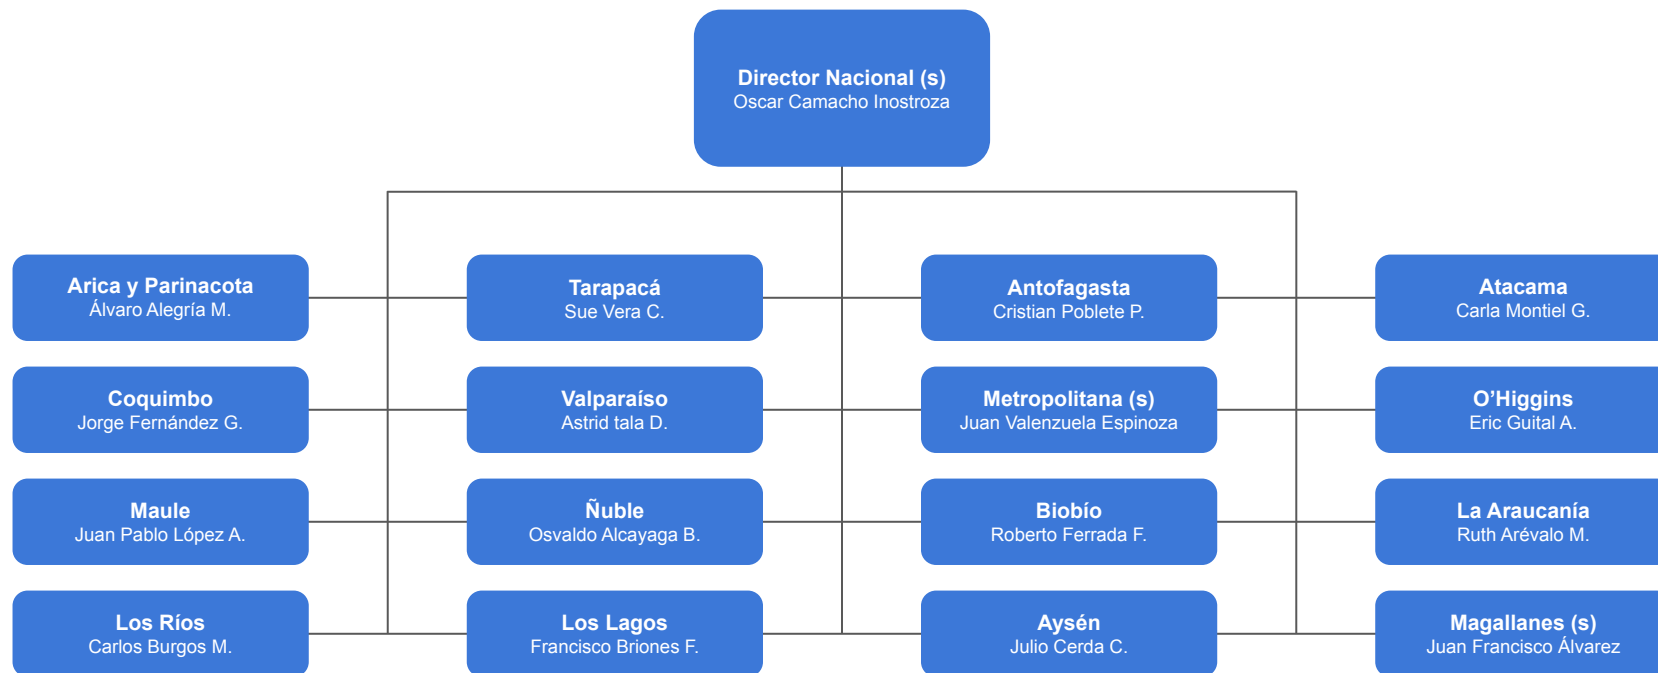 Director Nacional (s)
Oscar Camacho Inostroza
Arica y Parinacota
Álvaro Alegría M.
Tarapacá
Sue Vera C.
Antofagasta
Cristian Poblete P.
Atacama
Carla Montiel G.
Coquimbo
Jorge Fernández G.
Valparaíso
Astrid tala D.
Metropolitana (s)
Juan Valenzuela Espinoza
O’Higgins
Eric Guital A.
Maule
Juan Pablo López A.
Ñuble
Osvaldo Alcayaga B.
Biobío
Roberto Ferrada F.
La Araucanía
Ruth Arévalo M.
Los Ríos
Carlos Burgos M.
Los Lagos
Francisco Briones F.
Aysén
Julio Cerda C.
Magallanes (s)
Juan Francisco Álvarez